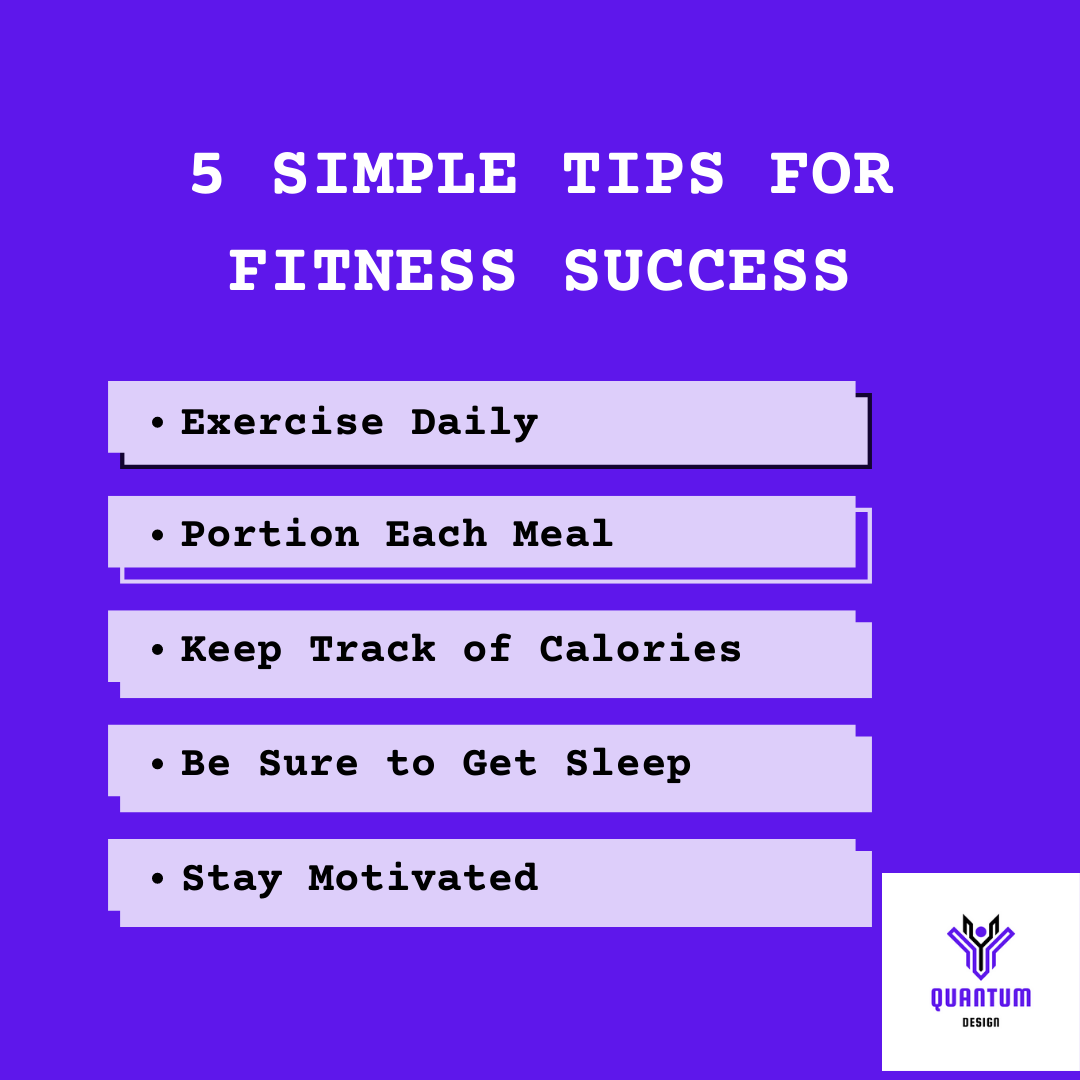 5 SIMPLE TIPS FOR
FITNESS SUCCESS
• Exercise Daily
• Portion Each Meal
• Keep Track of Calories
• Be Sure to Get Sleep
• Stay Motivated
QUANTUM
DESIGN